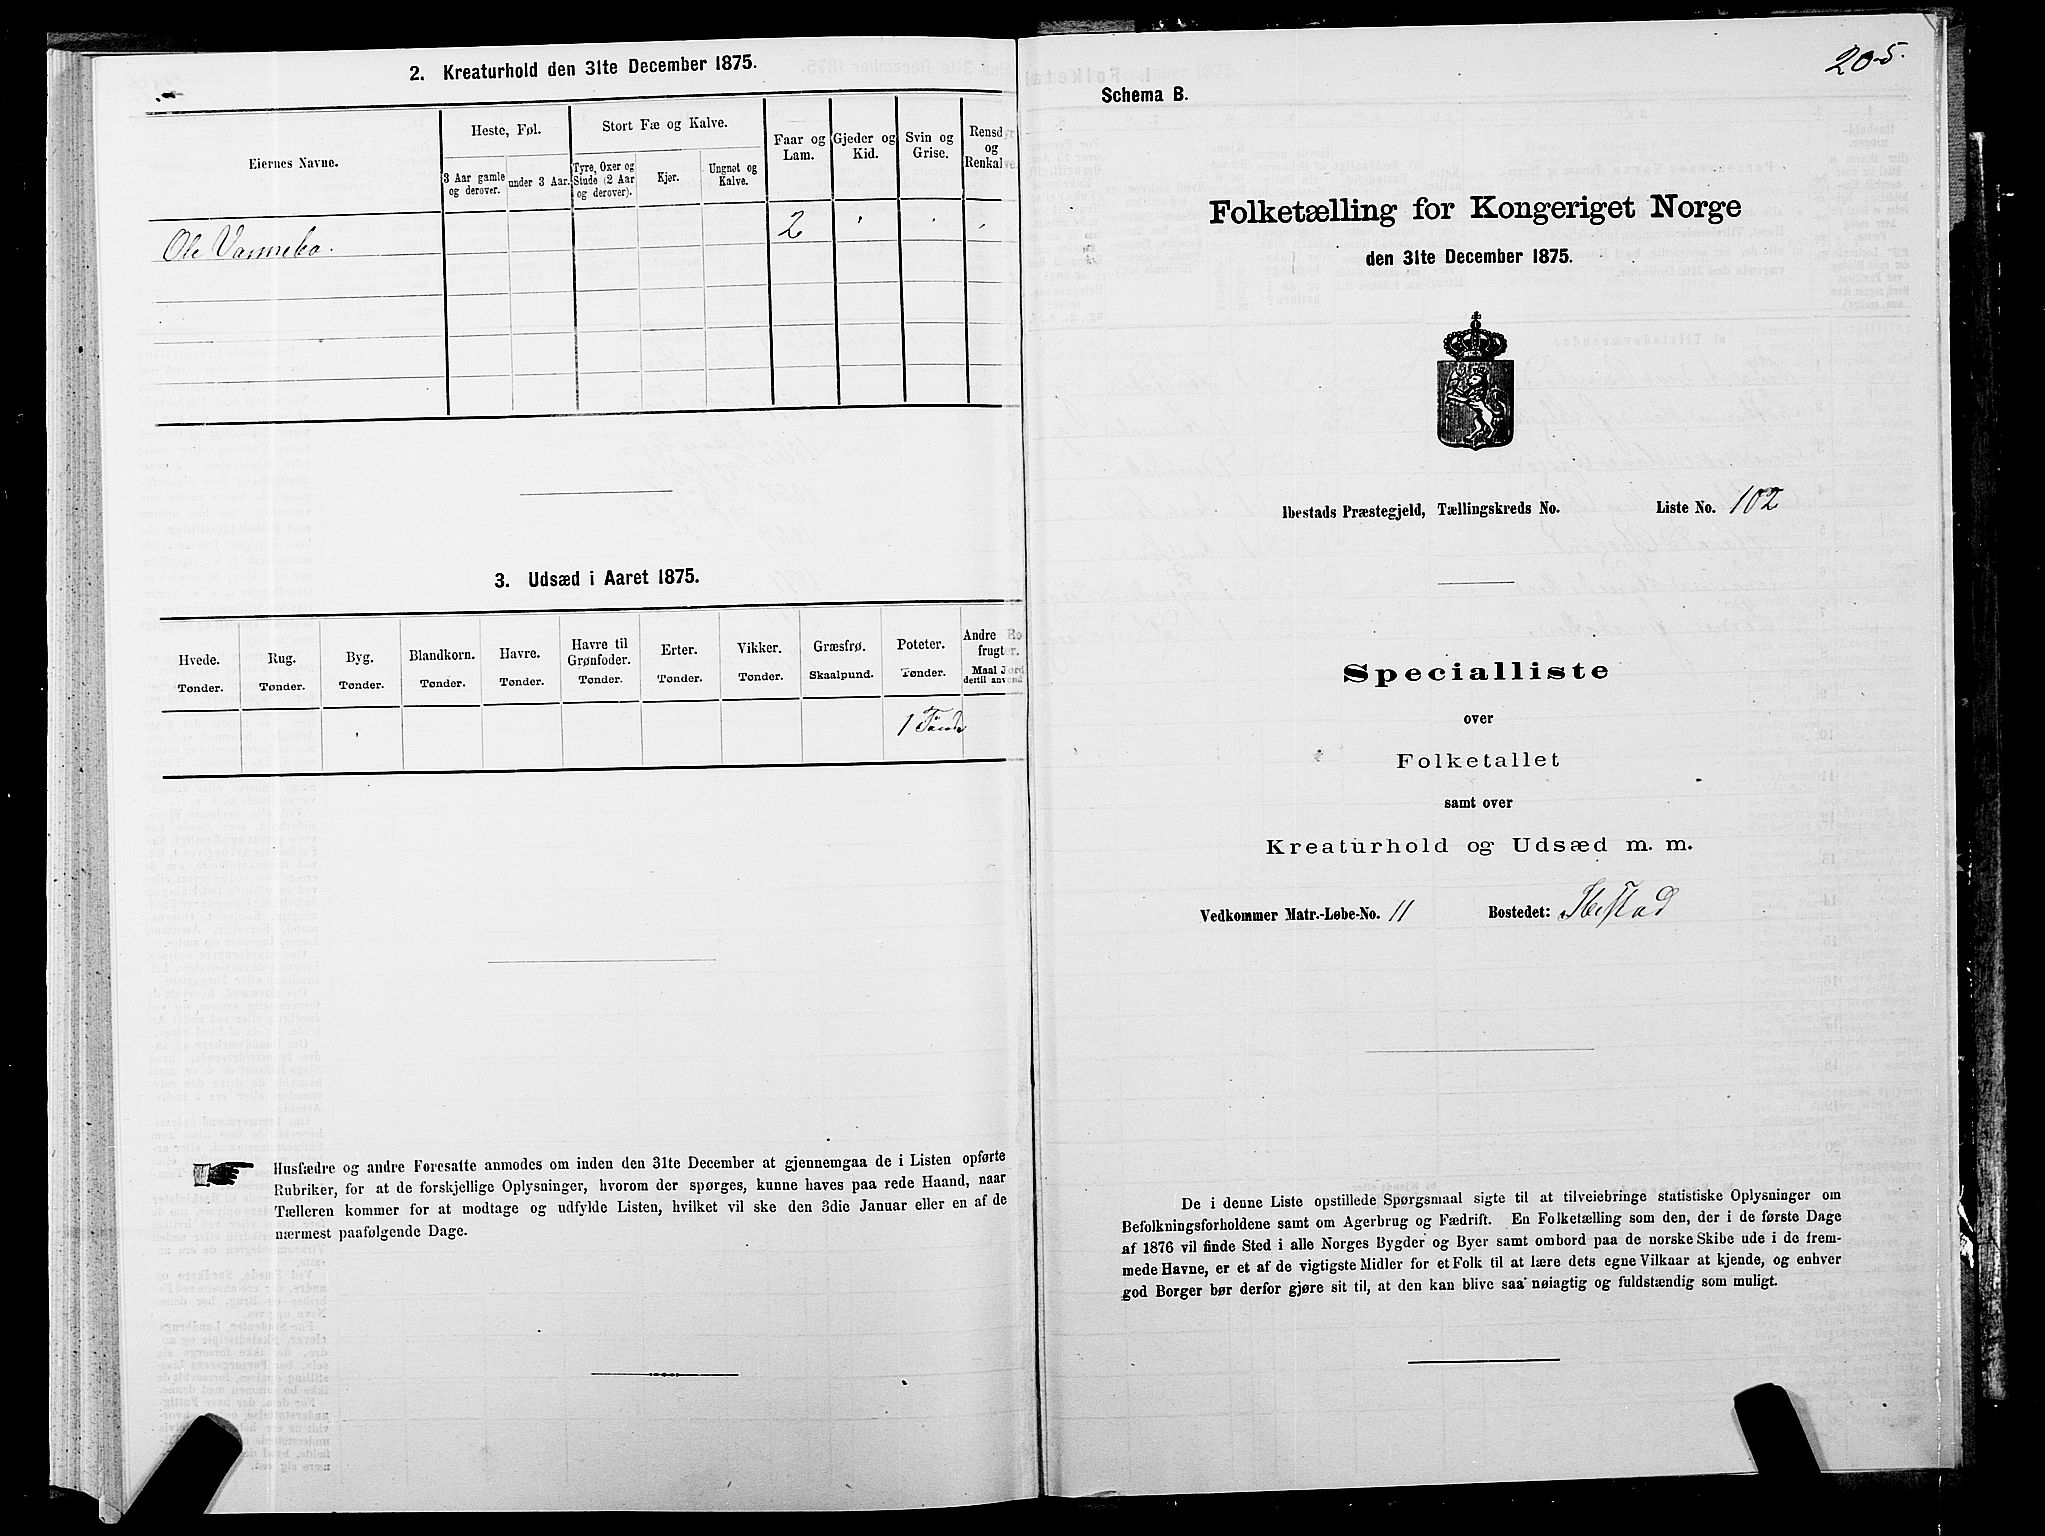 2. Kreaturhold den 31te December 1875.
Eiernes Navne.
Heste, Føl.
Stort Fæ og Kalve.
Faar og Lam.
Gjeder og Kid.
Svin og Grise.
Rensdyr og Renkalve.
3 Aar gamle og derover.
under 3 Aar.
Tyre, Oxer og Stude (2 Aar og derover).
Kjør.
Ungnøt og Kalve.
Ole Vannebo. 2
3. Udsæd i Aaret 1875.
Hvede. Tønder.
Rug. Tønder.
Byg. Tønder.
Blandkorn. Tønder.
Havre. Tønder.
Havre til Grønfoder. Tønder.
Erter. Tønder.
Vikker. Tønder.
Græsfrø. Skaalpund.
Poteter. Tønder.
Andre Rofrugter. Maal Jord dertil anvend
1 Tønde
Husfædre og andre Foresatte anmodes om inden den 31te December at gjennemgaa de i Listen opførte
Rubriker, for at de forskjellige Oplysninger, hvorom der spørges, kunne haves paa rede Haand, naar
Tælleren kommer for at modtage og udfylde Listen, hvilket vil ske den 3die Januar eller en af de
nærmest paafølgende Dage.
205.
Schema B.
Folketælling for Kongeriget Norge
den 31te December 1875.
Ibestads Præstegjeld, Tællingskreds No. Liste No. 102
Specialliste
over
Folketallet
samt over
Kreaturhold og Udsæd m. m.
Vedkommer Matr.-Løbe-No. 11 Bostedet: Ibestad
De i denne Liste opstillede Spørgsmaal sigte til at tilveiebringe statistiske Oplysninger om
Befolkningsforholdene samt om Agerbrug og Fædrift. En Folketælling som den, der i de første Dage
af 1876 vil finde Sted i alle Norges Bygder og Byer samt ombord paa de norske Skibe ude i de frem-
mede Havne, er et af de vigtigste Midler for et Folk til at lære dets egne Vilkaar at kjende, og enhver
god Borger bør derfor gjøre sit til, at den kan blive saa nøiagtig og fuldstændig som muligt.